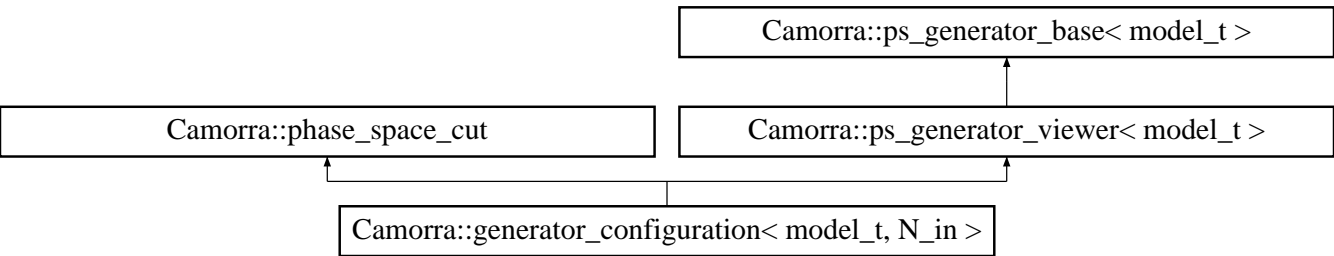 Camorra::ps_generator_base< model_t >
Camorra::phase_space_cut
Camorra::ps_generator_viewer< model_t >
Camorra::generator_configuration< model_t, N_in >